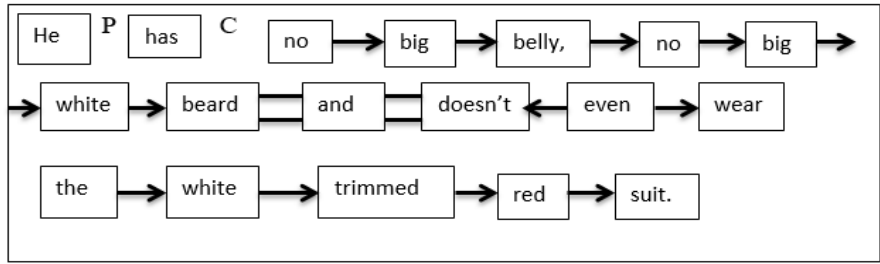 He P has C no big belly, no big
white beard and doesn't even wear
the white trimmed red suit.